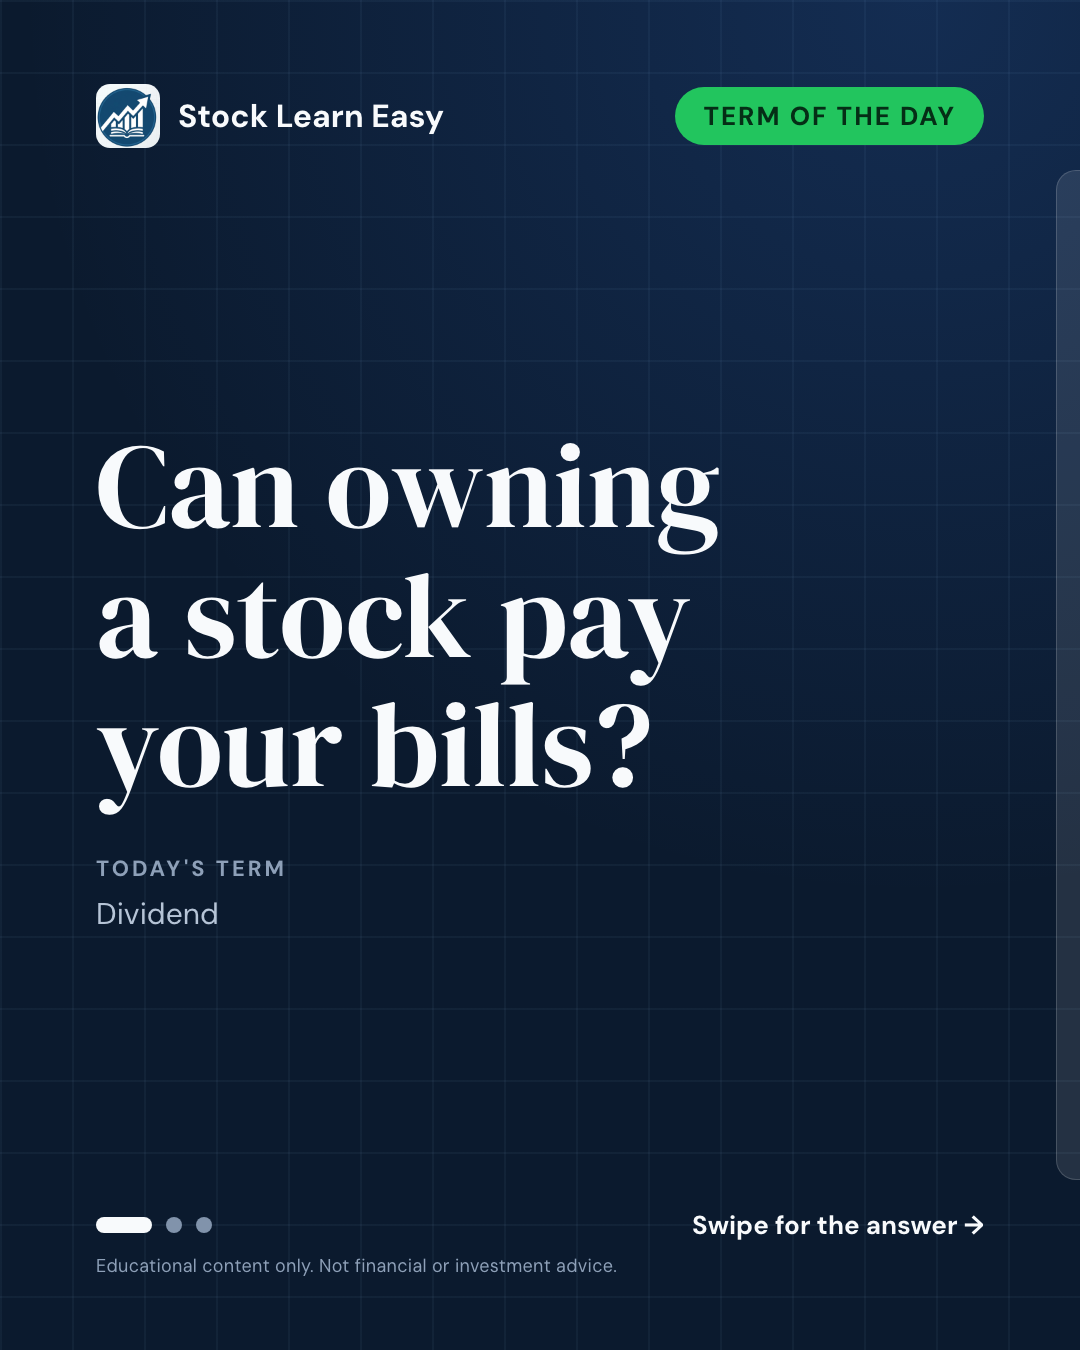 Stock Learn Easy
TERM OF THE DAY
Can owning
a stock pay
your bills?
TODAY'S TERM
Dividend
Swipe for the answer →
Educational content only. Not financial or investment advice.